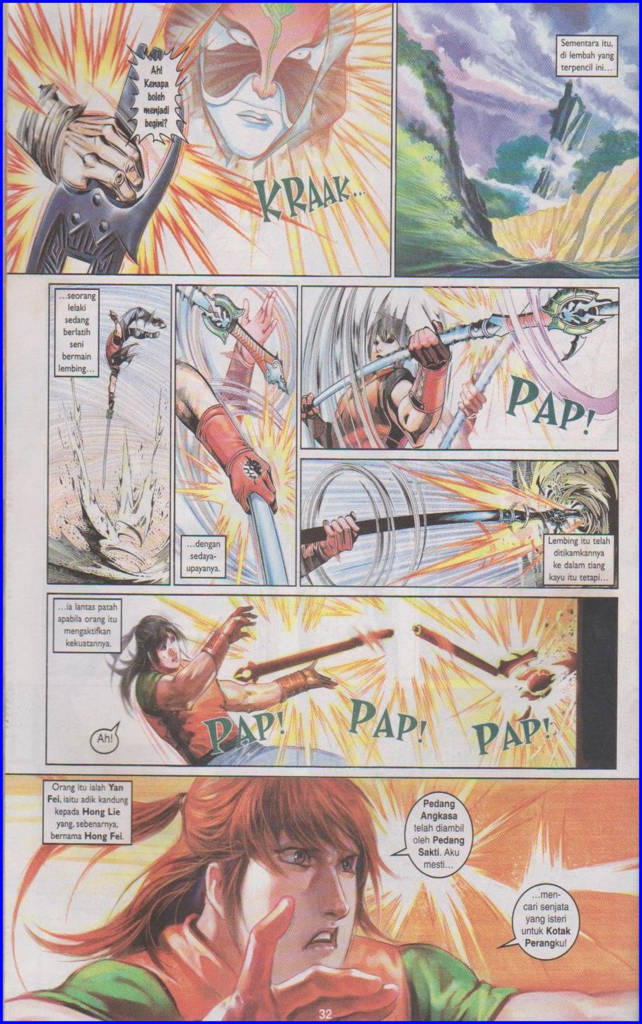 Ah!
Kenapa
boleh
menjadi
begini?
KRAAK...
Sementara itu,
di lembah yang
terpencil ini...
...seorang
lelaki
sedang
berlatih
seni
bermain
lembing...
...dengan
sedaya-
upayanya.
PAP!
Lembing itu telah
ditikamkannya
ke dalam tiang
kayu itu tetapi...
...ia lantas patah
apabila orang itu
mengaktifkan
kekuatannya.
Ah!
PAP!
PAP!
PAP!
Orang itu ialah Yan
Fei, iaitu adik kandung
kepada Hong Lie
yang, sebenarnya,
bernama Hong Fei.
Pedang
Angkasa
telah diambil
oleh Pedang
Sakti. Aku
mesti...
...men-
cari senjata
yang isteri
untuk Kotak
Perangku!
32